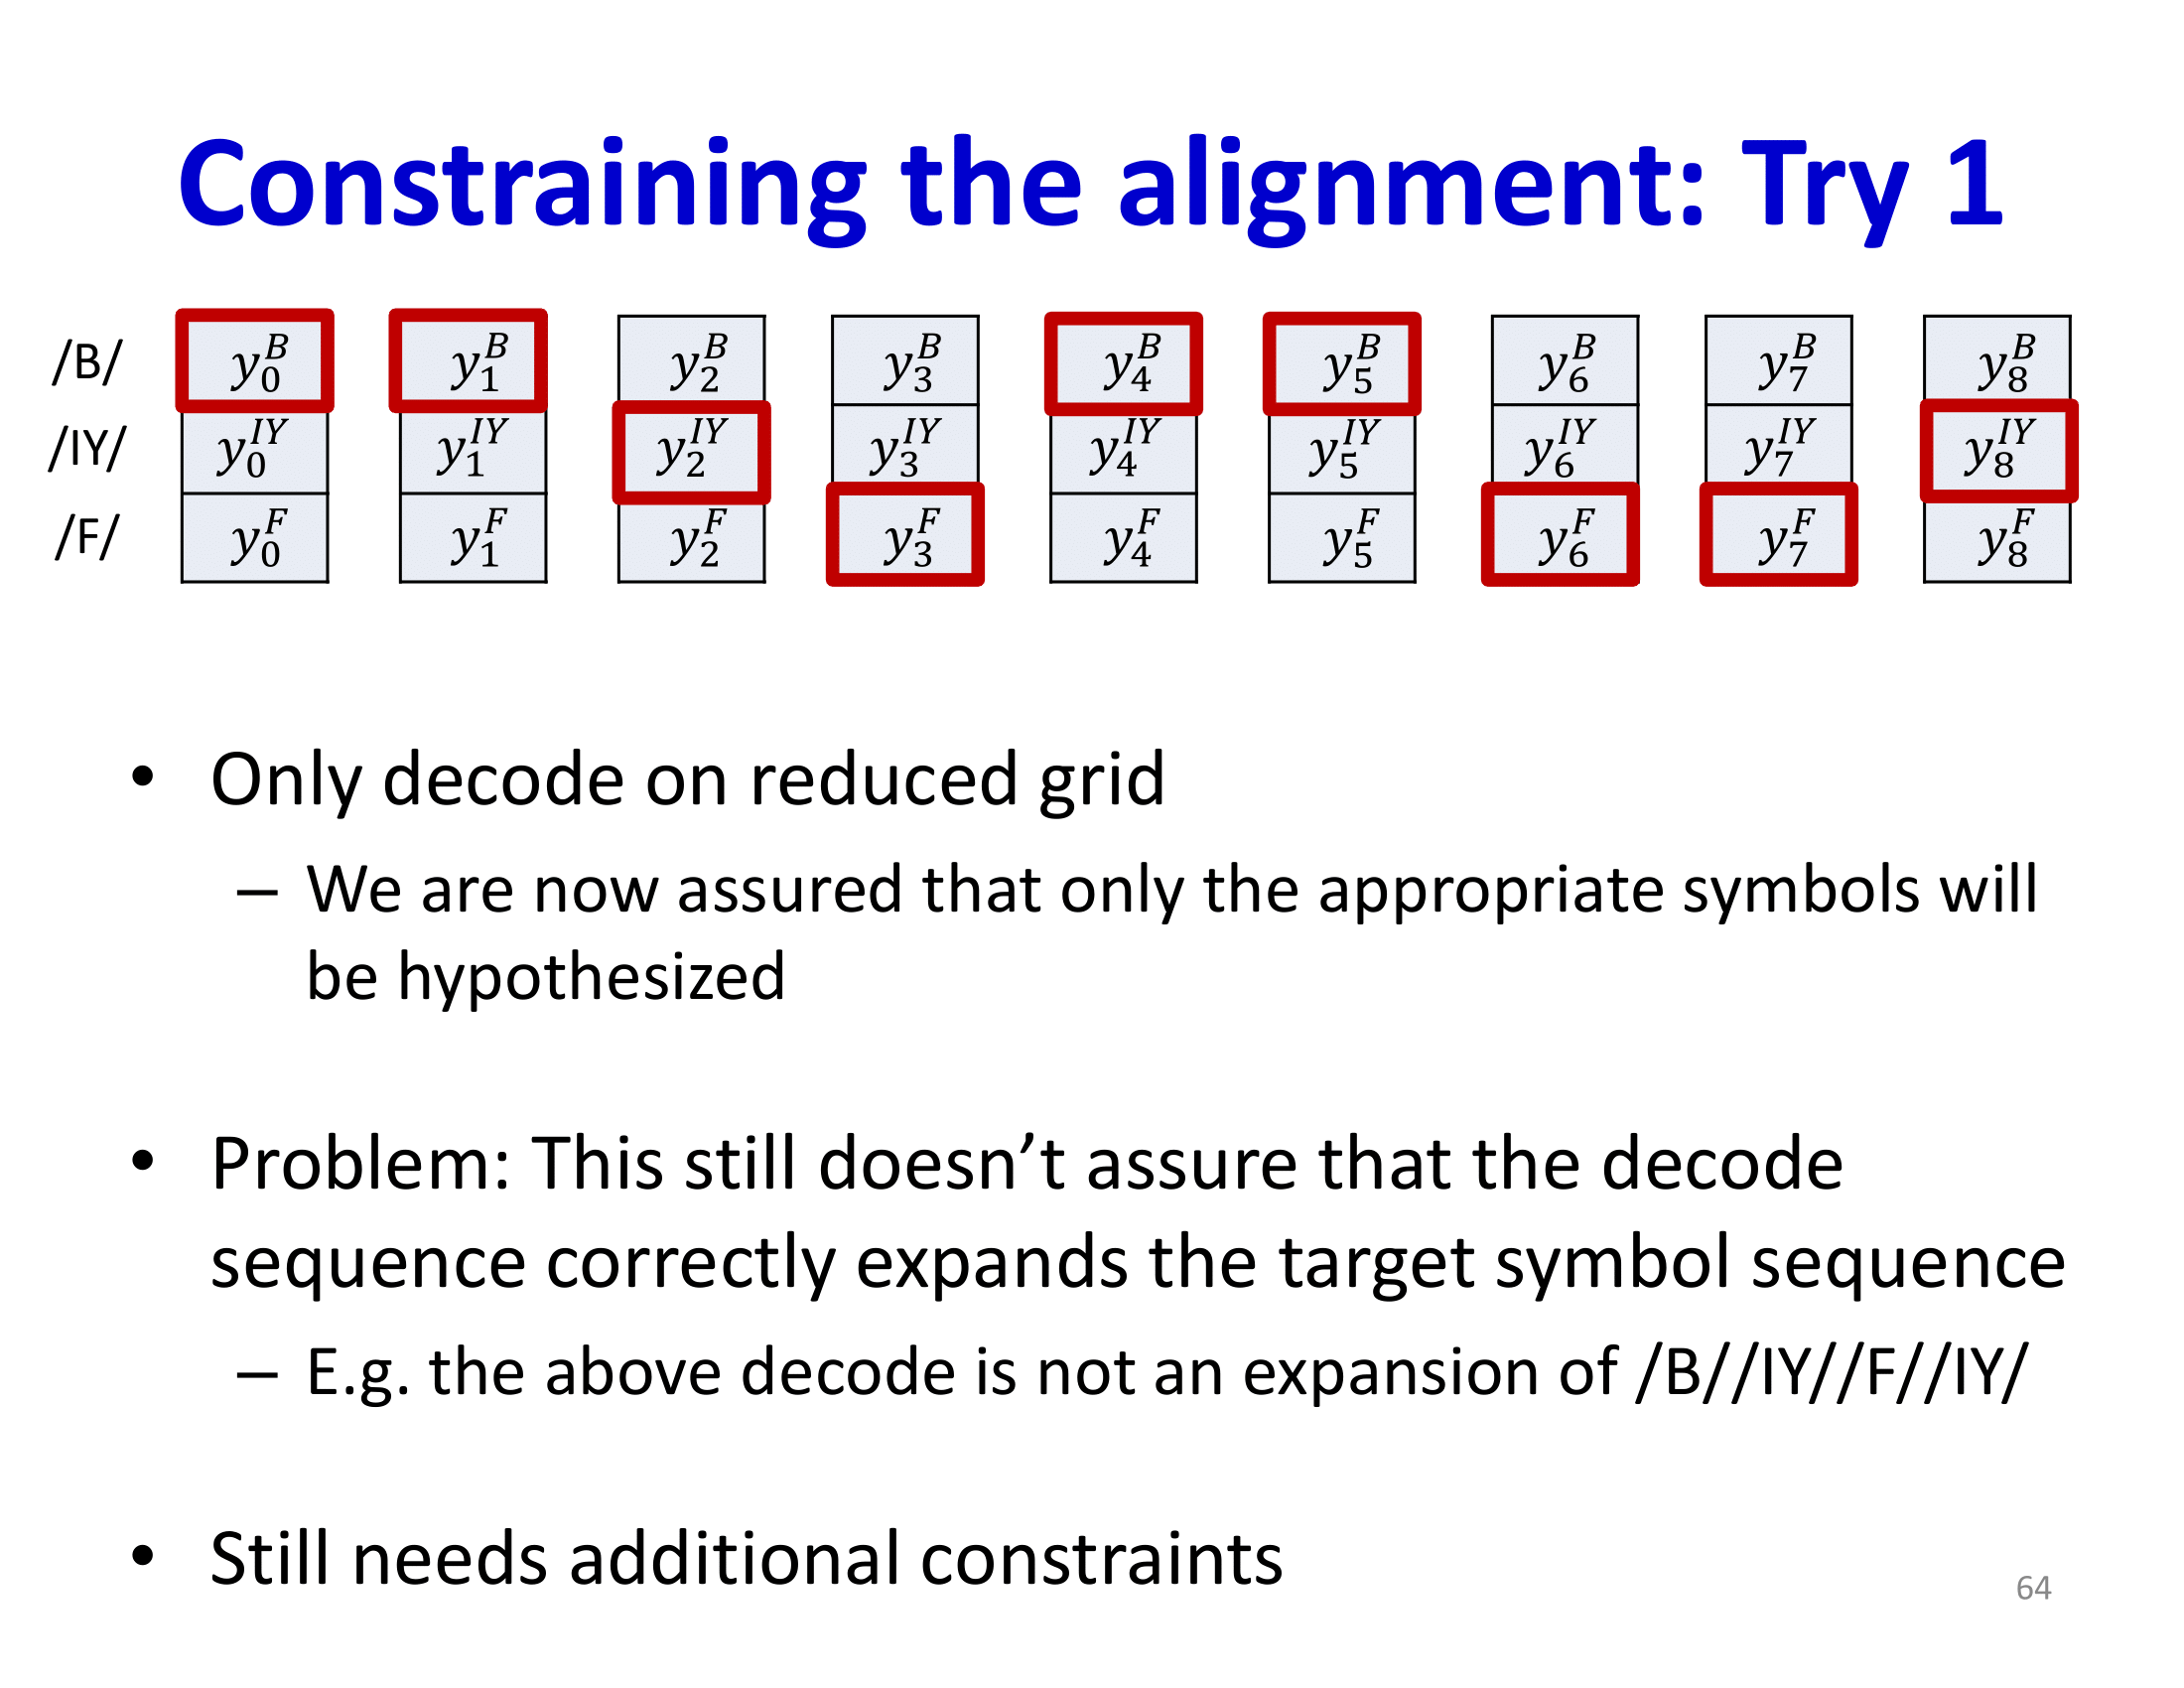 Constraining the alignment: Try 1
/B/ y_0^B y_1^B y_2^B y_3^B y_4^B y_5^B y_6^B y_7^B y_8^B
/IY/ y_0^IY y_1^IY y_2^IY y_3^IY y_4^IY y_5^IY y_6^IY y_7^IY y_8^IY
/F/ y_0^F y_1^F y_2^F y_3^F y_4^F y_5^F y_6^F y_7^F y_8^F
• Only decode on reduced grid
– We are now assured that only the appropriate symbols will
be hypothesized
• Problem: This still doesn’t assure that the decode
sequence correctly expands the target symbol sequence
– E.g. the above decode is not an expansion of /B//IY//F//IY/
• Still needs additional constraints
64